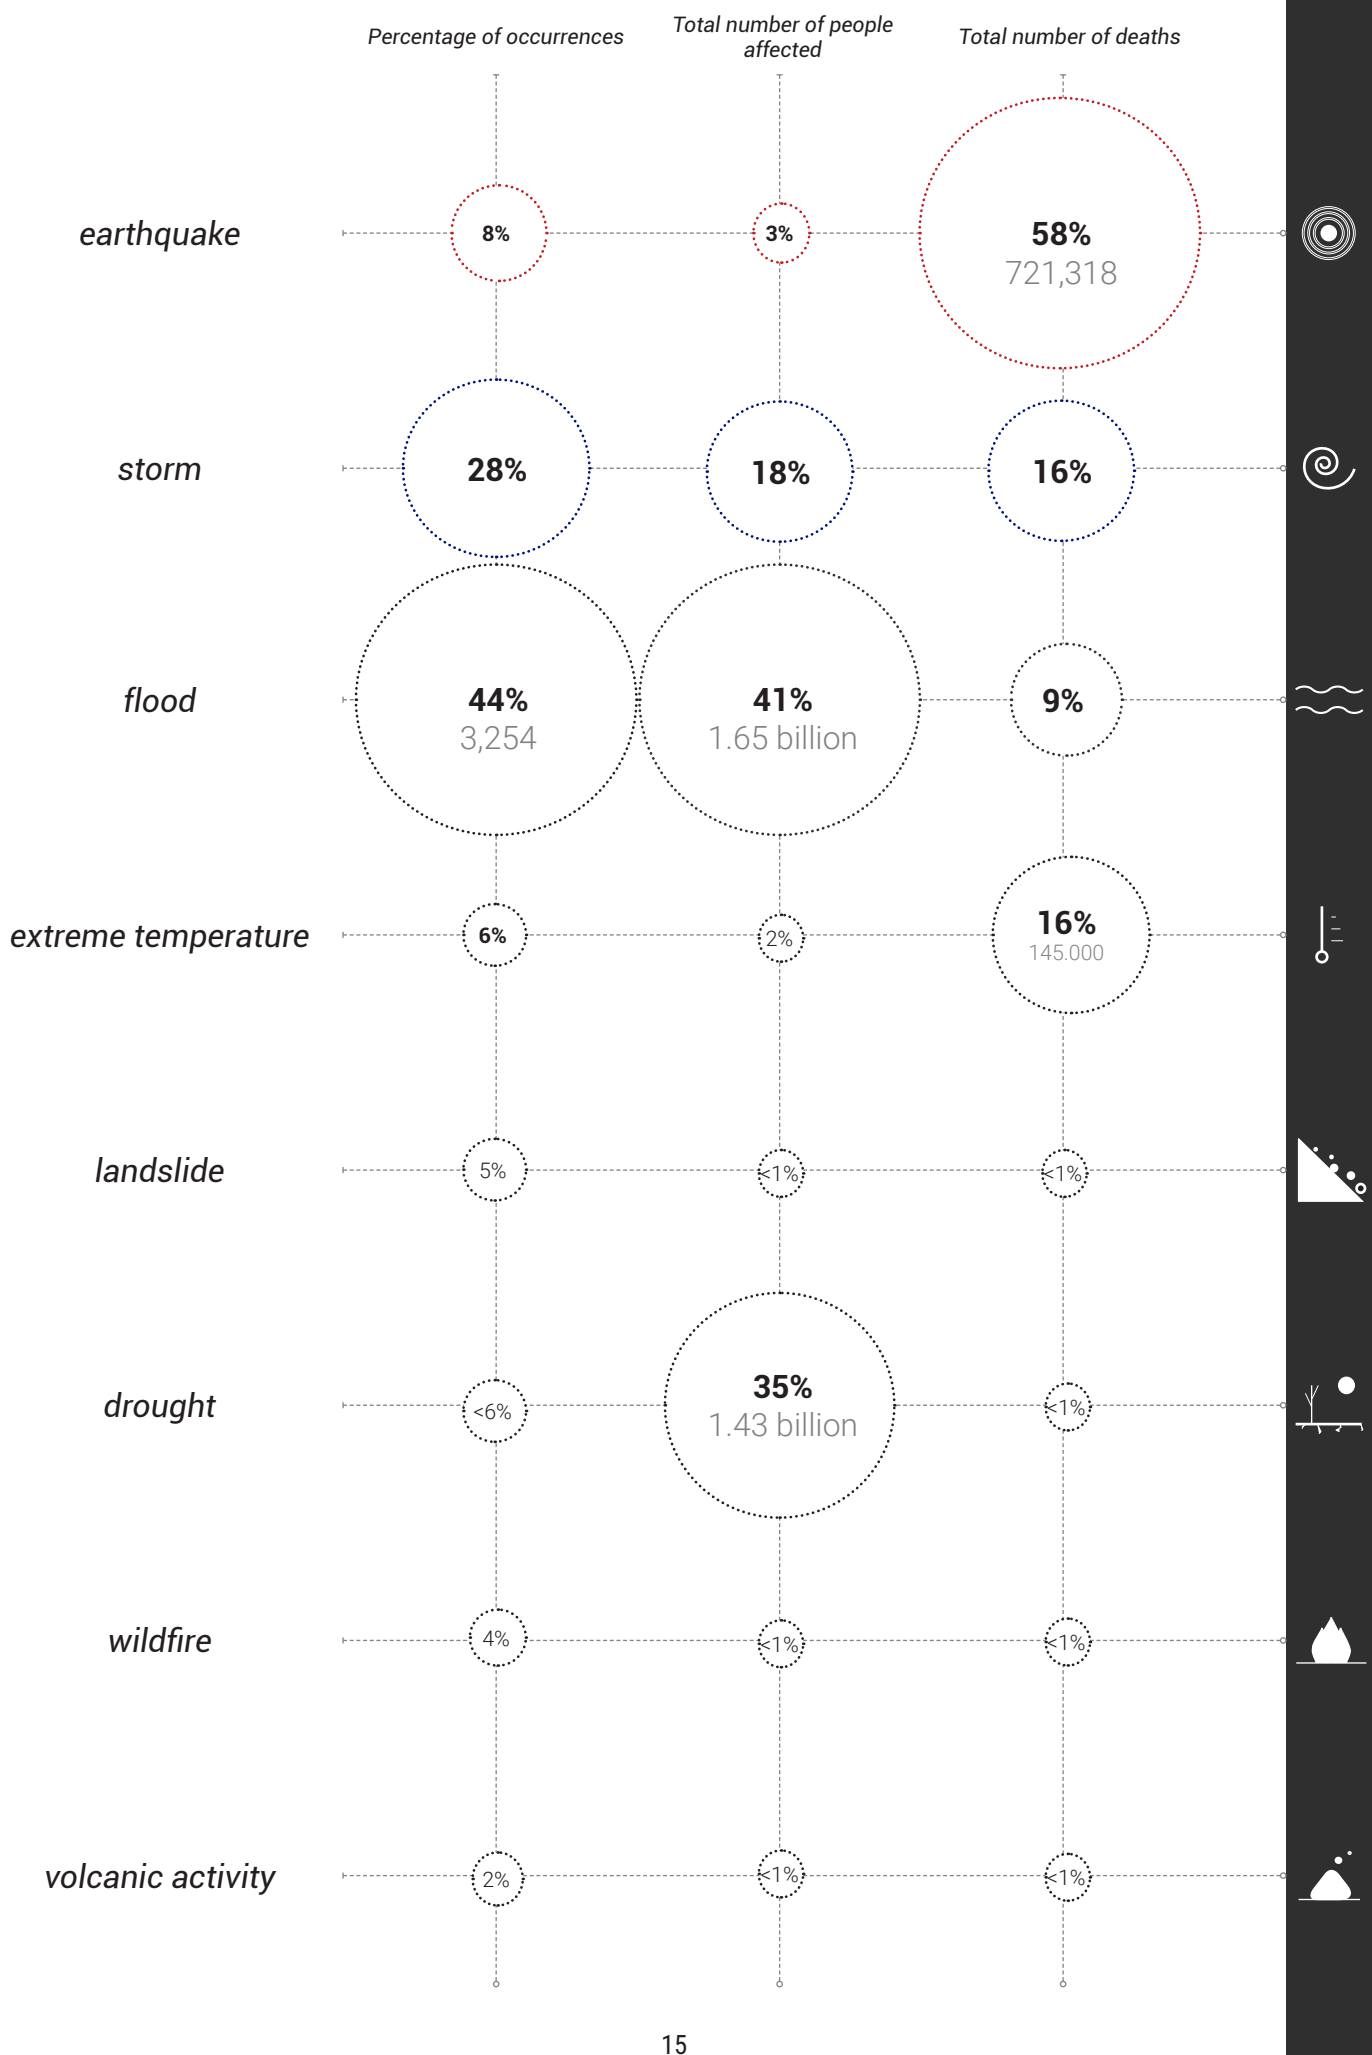 Percentage of occurrences
Total number of people
affected
Total number of deaths
earthquake
8%
3%
58%
721,318
storm
28%
18%
16%
flood
44%
3,254
41%
1.65 billion
9%
extreme temperature
6%
2%
16%
145.000
landslide
5%
<1%
<1%
drought
<6%
35%
1.43 billion
<1%
wildfire
4%
<1%
<1%
volcanic activity
2%
<1%
<1%
15